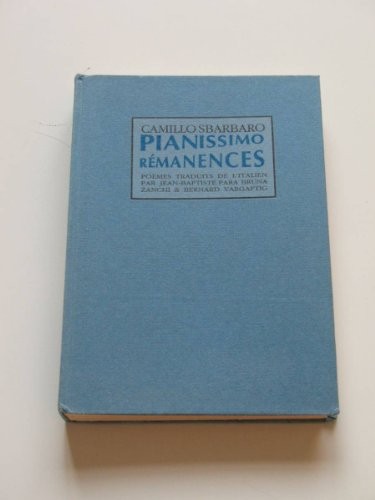 CAMILLO SBARBARO
PIANISSIMO
RÉMANENCES
POÈMES TRADUITS DE L'ITALIEN
PAR JEAN-BAPTISTE PARA BRUNA
ZANCHI & BERNARD VARGAFTIG